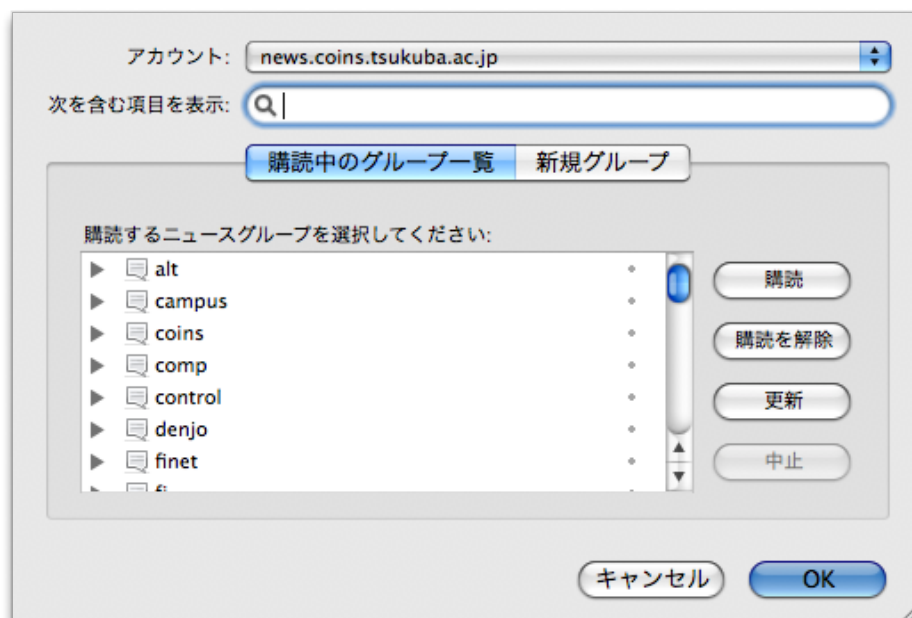 アカウント: news.coins.tsukuba.ac.jp
次を含む項目を表示:
購読中のグループ一覧 新規グループ
購読するニュースグループを選択してください:
alt
購読
campus
coins
購読を解除
comp
control
更新
denjo
finet
中止
キャンセル OK